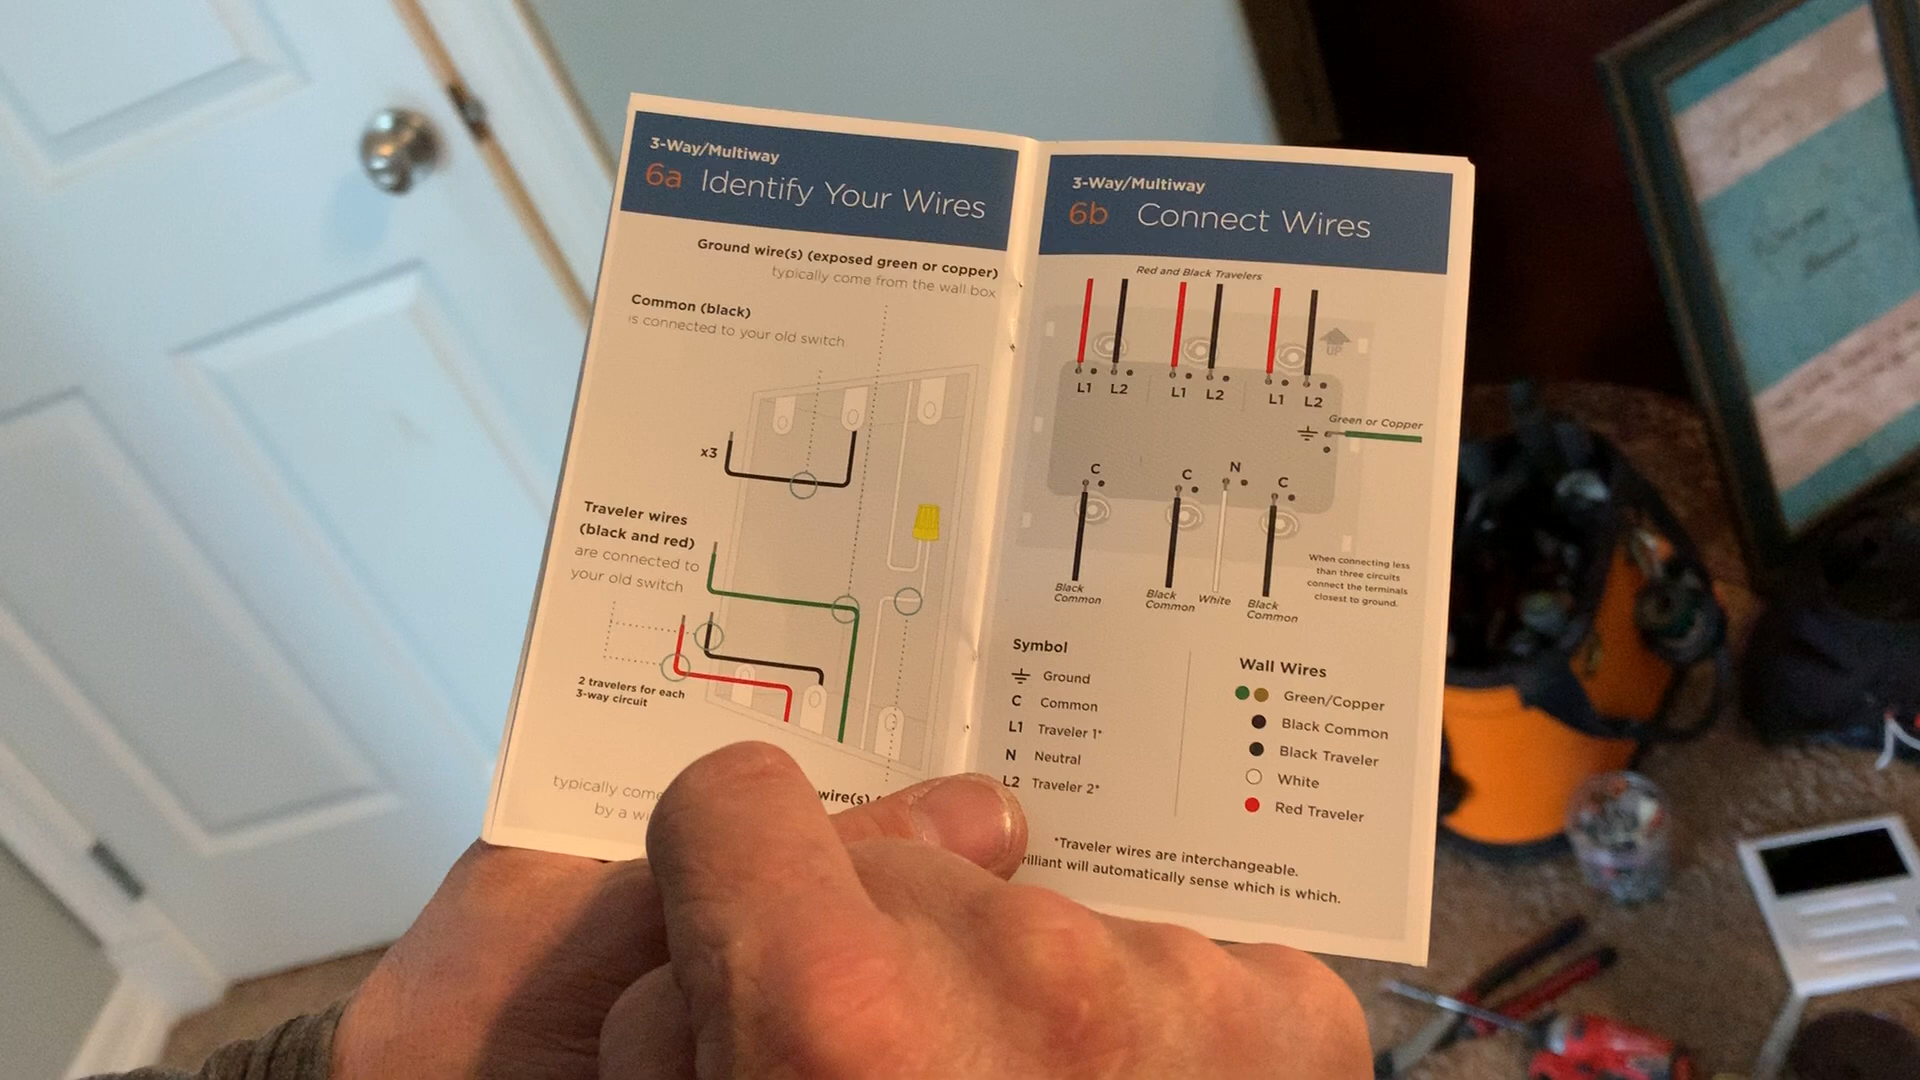 3-Way/Multiway
6a Identify Your Wires
Ground wire(s) (exposed green or copper)
typically come from the wall box
Common (black)
is connected to your old switch
x3
Traveler wires
(black and red)
are connected to
your old switch
2 travelers for each
3-way circuit
wire(s)
typically come
by a
3-Way/Multiway
6b Connect Wires
Red and Black Travelers
UP
L1 L2 L1 L2 L1 L2
Green or Copper
C C N C
Black
Common
Black
Common
White
Black
Common
When connecting less
than three circuits
connect the terminals
closest to ground.
Symbol
Ground
C Common
L1 Traveler 1*
N Neutral
L2 Traveler 2*
Wall Wires
Green/Copper
Black Common
Black Traveler
White
Red Traveler
*Traveler wires are interchangeable.
rilliant will automatically sense which is which.